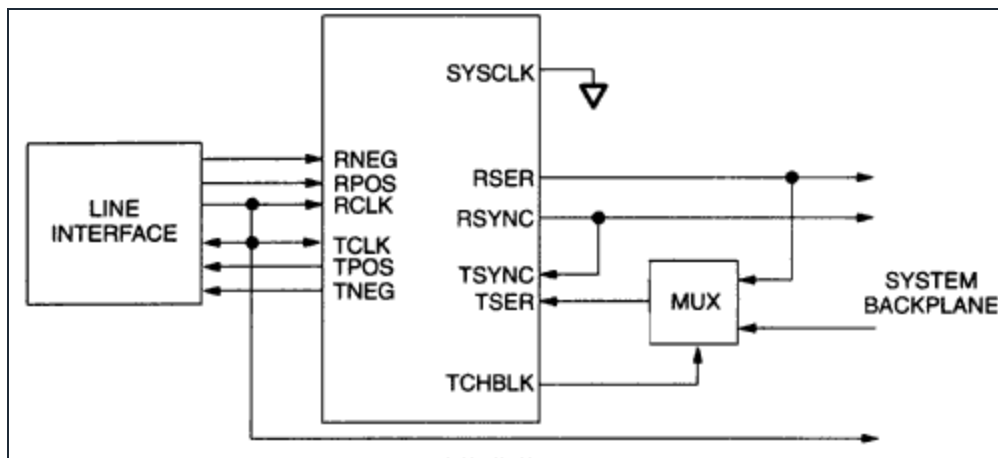 SYSCLK
RNEG
RPOS
RCLK
TCLK
TPOS
TNEG
LINE
INTERFACE
RSER
RSYNC
TSYNC
TSER
TCHBLK
MUX
SYSTEM
BACKPLANE